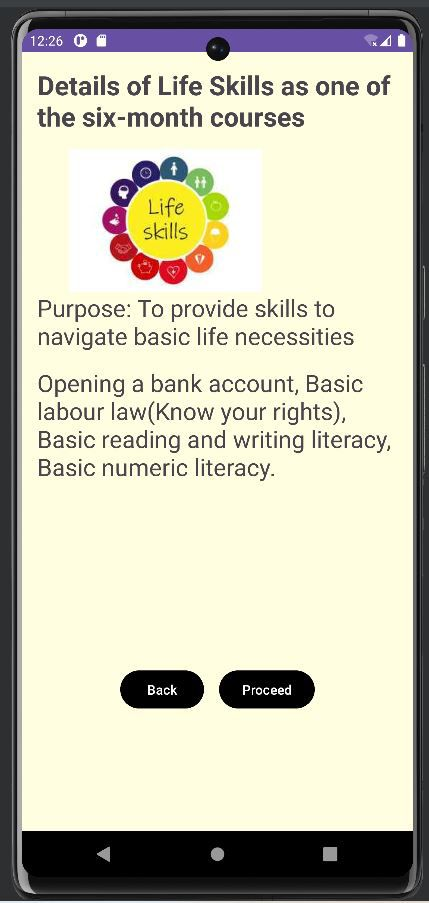 12:26
Details of Life Skills as one of
the six-month courses
Life
skills
Purpose: To provide skills to
navigate basic life necessities
Opening a bank account, Basic
labour law(Know your rights),
Basic reading and writing literacy,
Basic numeric literacy.
Back Proceed